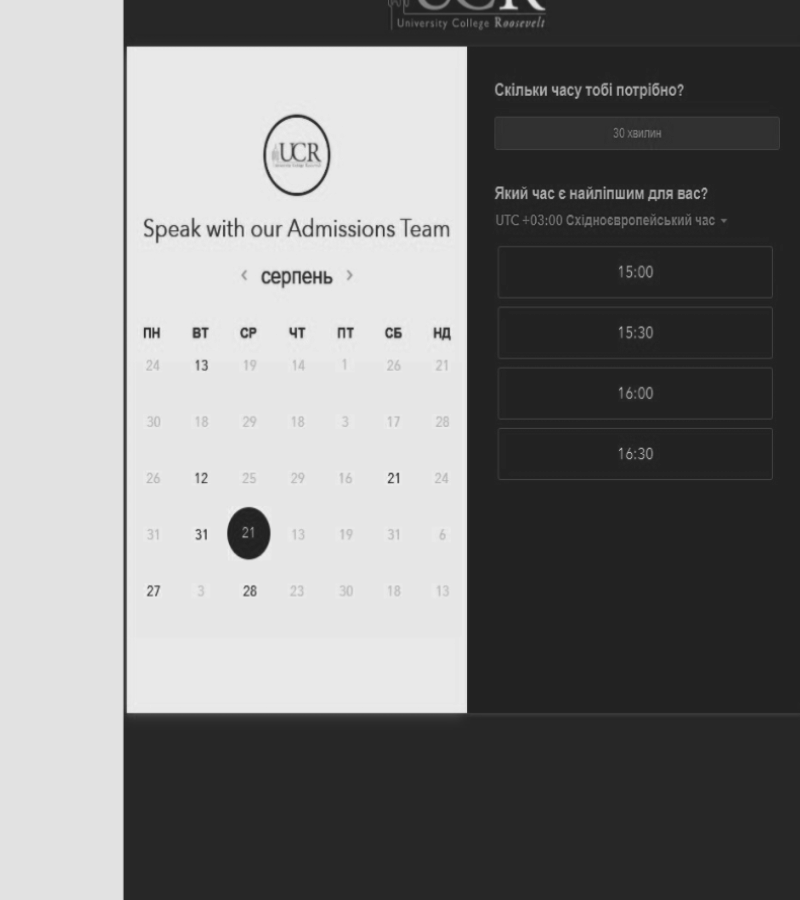 UCR
University College Roosevelt
UCR
Speak with our Admissions Team
‹ серпень ›
ПН ВТ СР ЧТ ПТ СБ НД
24 13 19 14 1 26 21
30 18 29 18 3 17 28
26 12 25 29 16 21 24
31 31 21 13 19 31 6
27 3 28 23 30 18 13
Скільки часу тобі потрібно?
30 хвилин
Який час є найліпшим для вас?
UTC +03:00 Східноєвропейський час
15:00
15:30
16:00
16:30